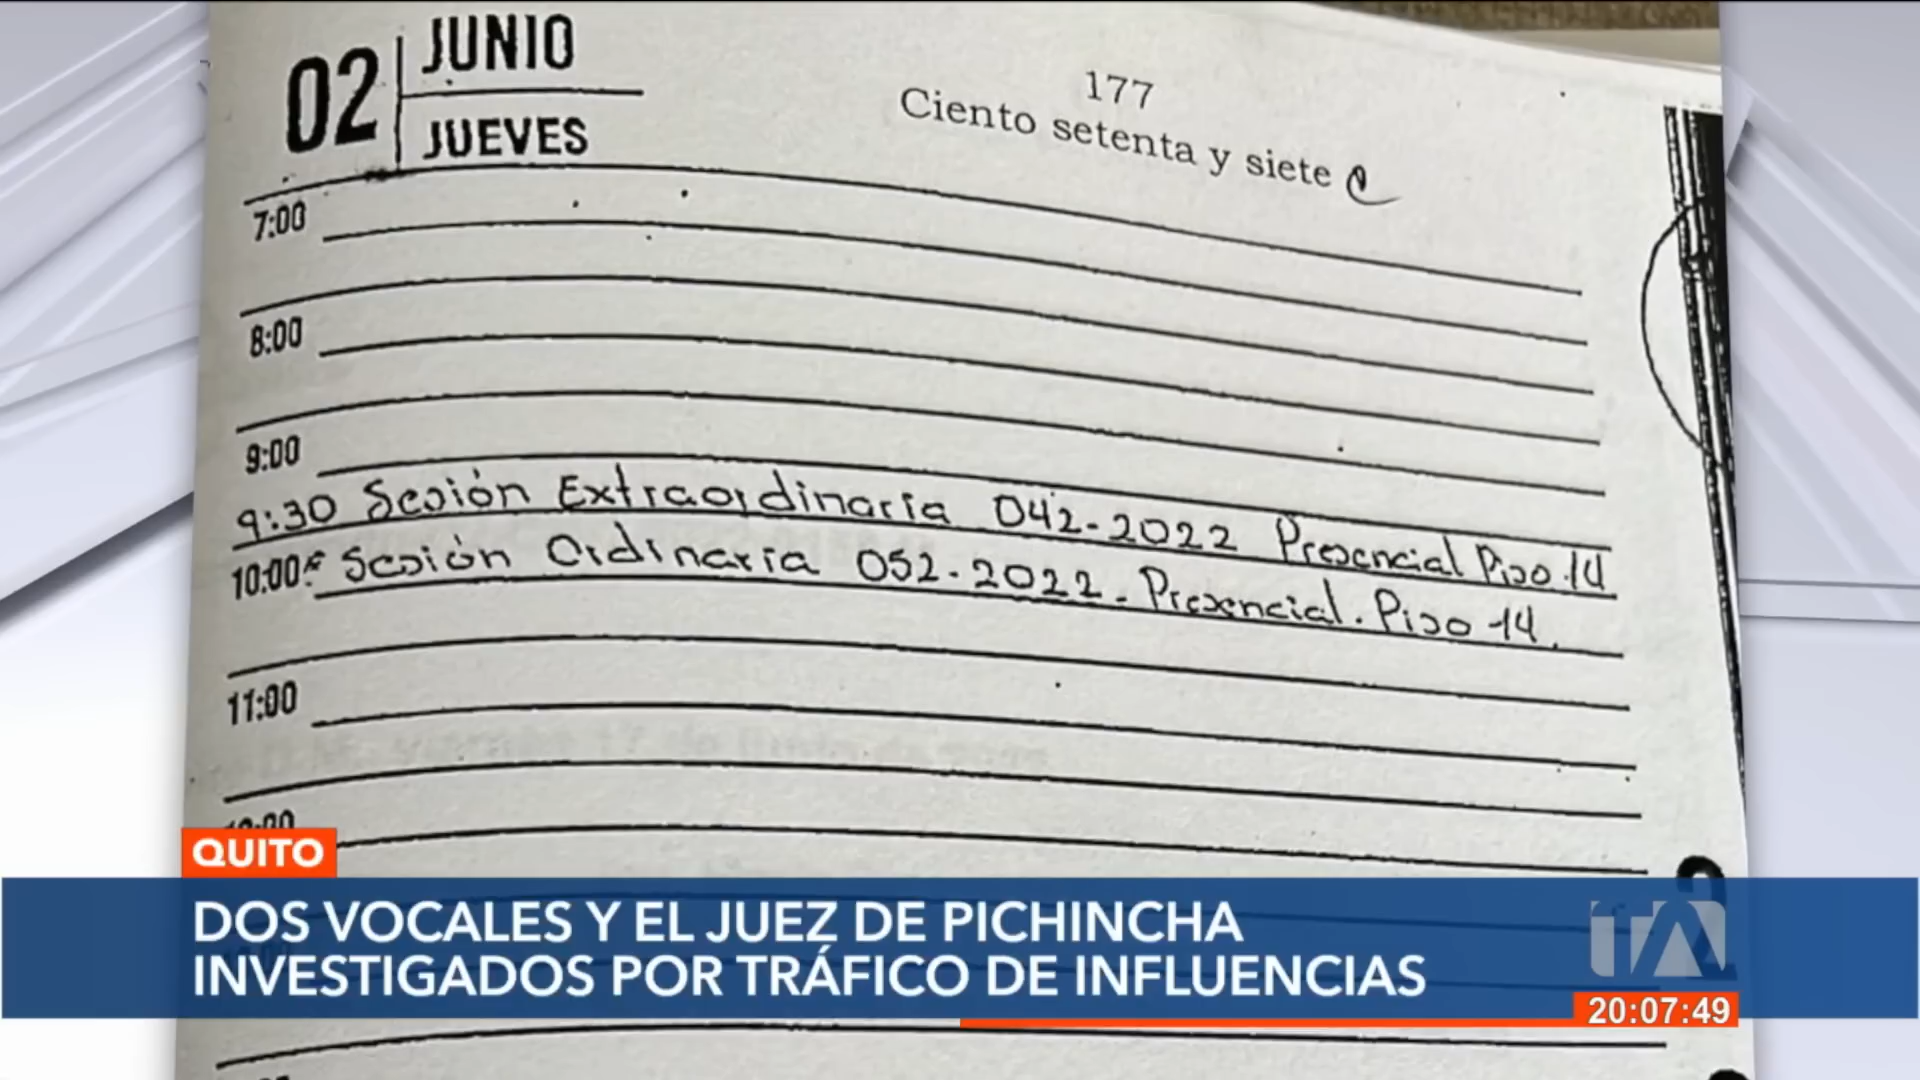 02
JUNIO
JUEVES
177
Ciento setenta y siete
7:00
8:00
9:00
9:30 Sesión Extraordinaria 042-2022 Presencial Piso 14
10:00 Sesión Ordinaria 052-2022. Presencial. Piso 14.
11:00
QUITO
DOS VOCALES Y EL JUEZ DE PICHINCHA
INVESTIGADOS POR TRÁFICO DE INFLUENCIAS
TA
20:07:49